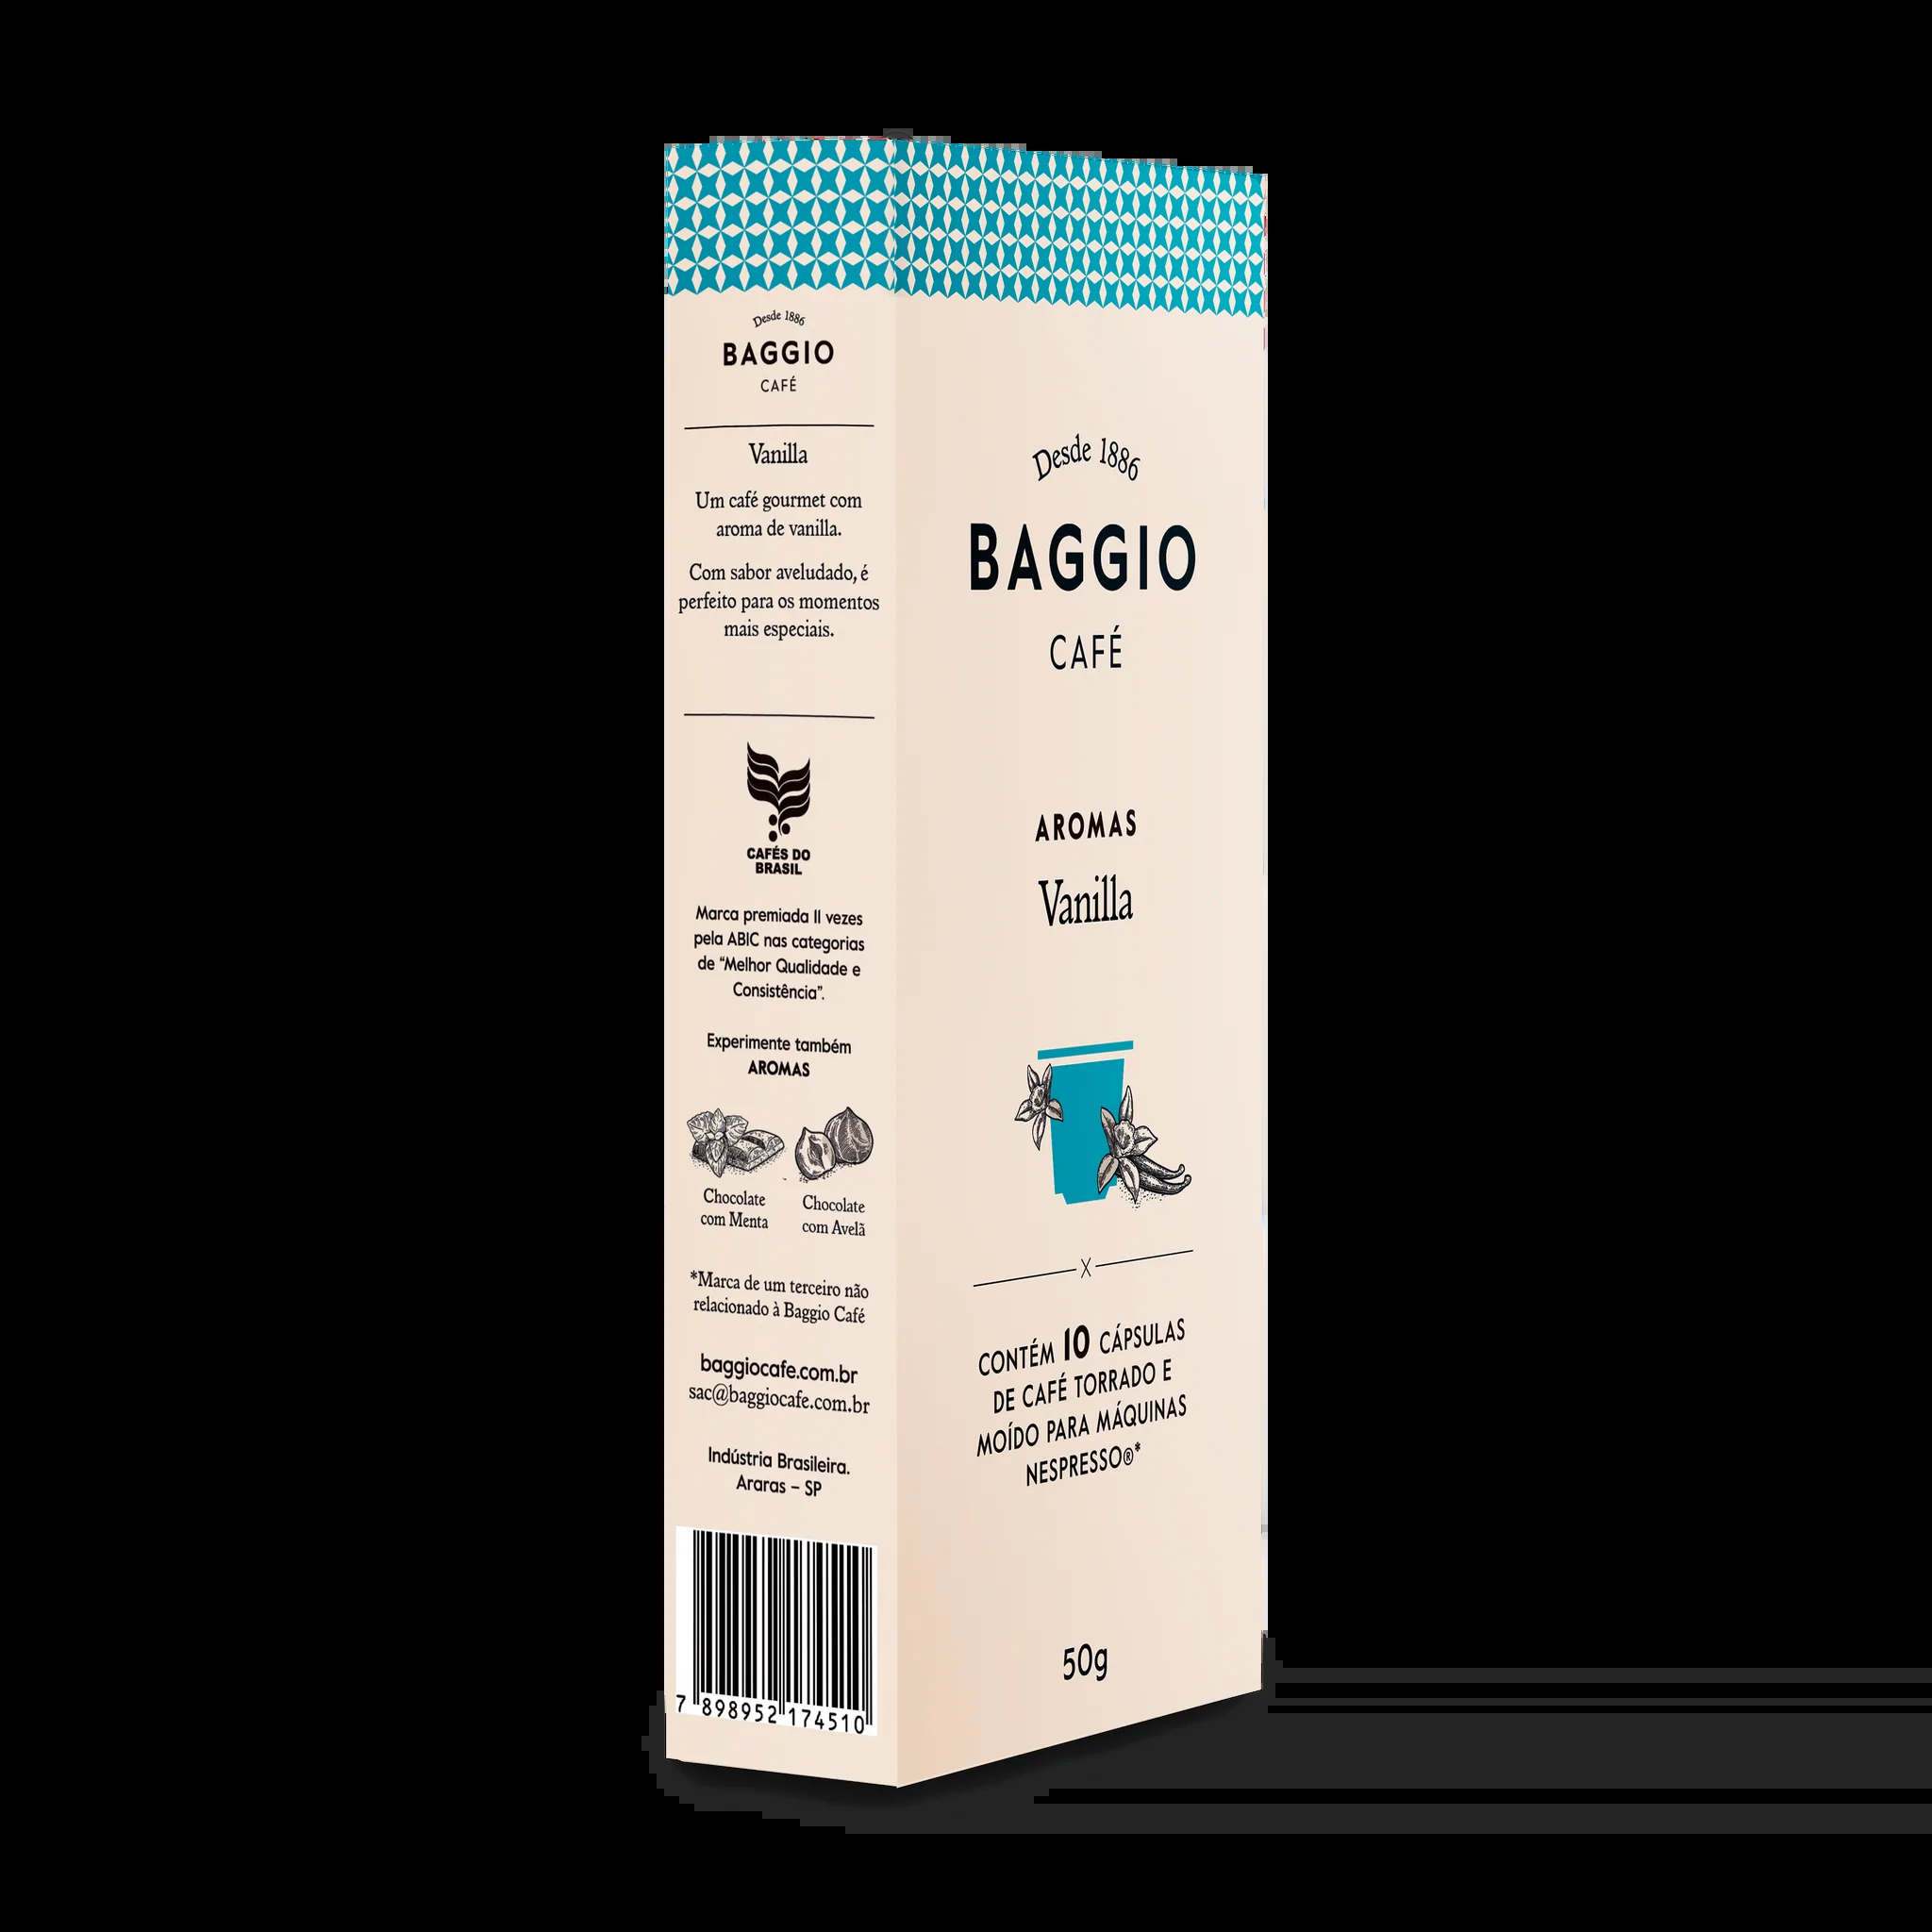 Desde 1886
BAGGIO
CAFÉ
Vanilla
Um café gourmet com
aroma de vanilla.
Com sabor aveludado, é
perfeito para os momentos
mais especiais.
CAFÉS DO
BRASIL
Marca premiada 11 vezes
pela ABIC nas categorias
de “Melhor Qualidade e
Consistência”.
Experimente também
AROMAS
Chocolate
com Menta
Chocolate
com Avelã
*Marca de um terceiro não
relacionado à Baggio Café
baggiocafe.com.br
sac@baggiocafe.com.br
Indústria Brasileira.
Araras – SP
7 898952 174510
Desde 1886
BAGGIO
CAFÉ
AROMAS
Vanilla
X
CONTÉM 10 CÁPSULAS
DE CAFÉ TORRADO E
MOÍDO PARA MÁQUINAS
NESPRESSO®*
50g